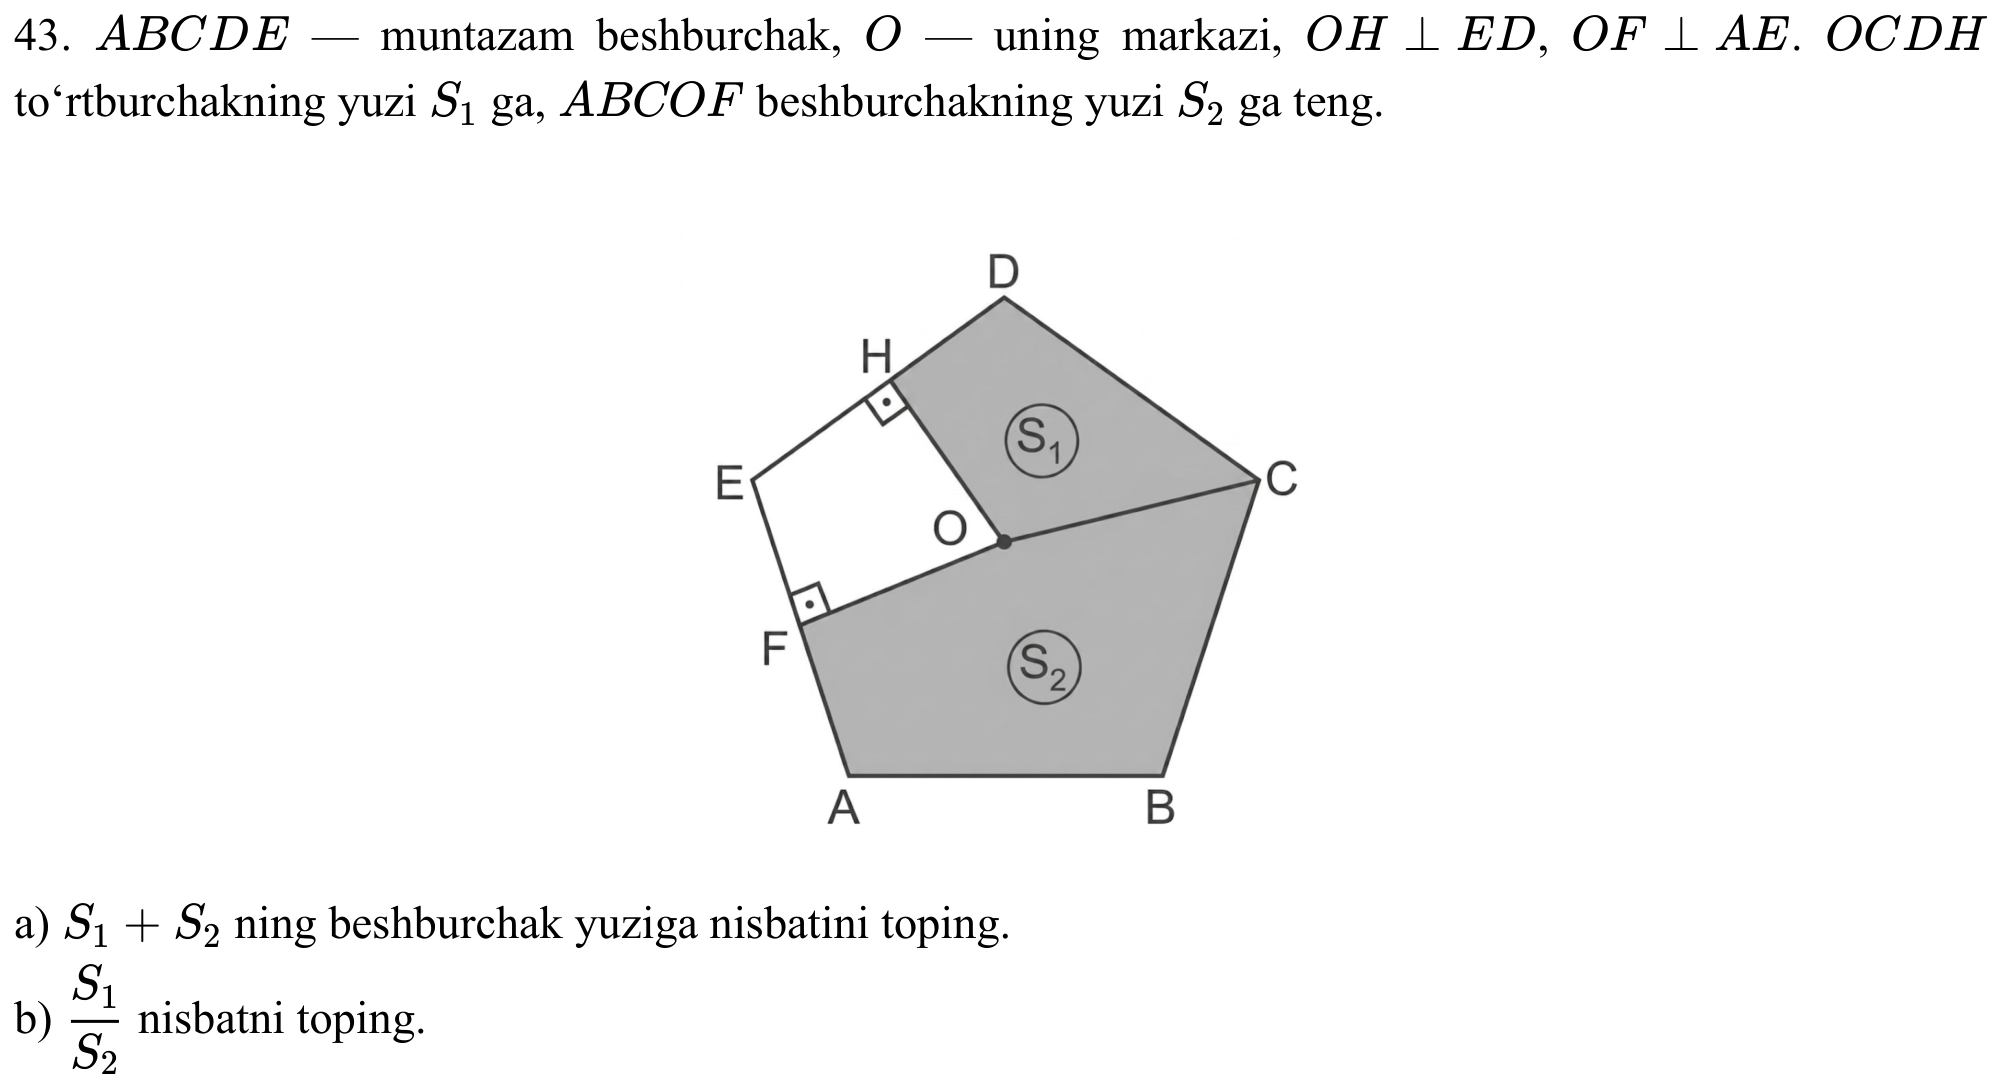 43. ABCDE — muntazam beshburchak, O — uning markazi, OH ⊥ ED, OF ⊥ AE. OCDH
to‘rtburchakning yuzi S₁ ga, ABCOF beshburchakning yuzi S₂ ga teng.
D
H
S₁
E
C
O
F
S₂
A
B
a) S₁ + S₂ ning beshburchak yuziga nisbatini toping.
b) S₁/S₂ nisbatni toping.